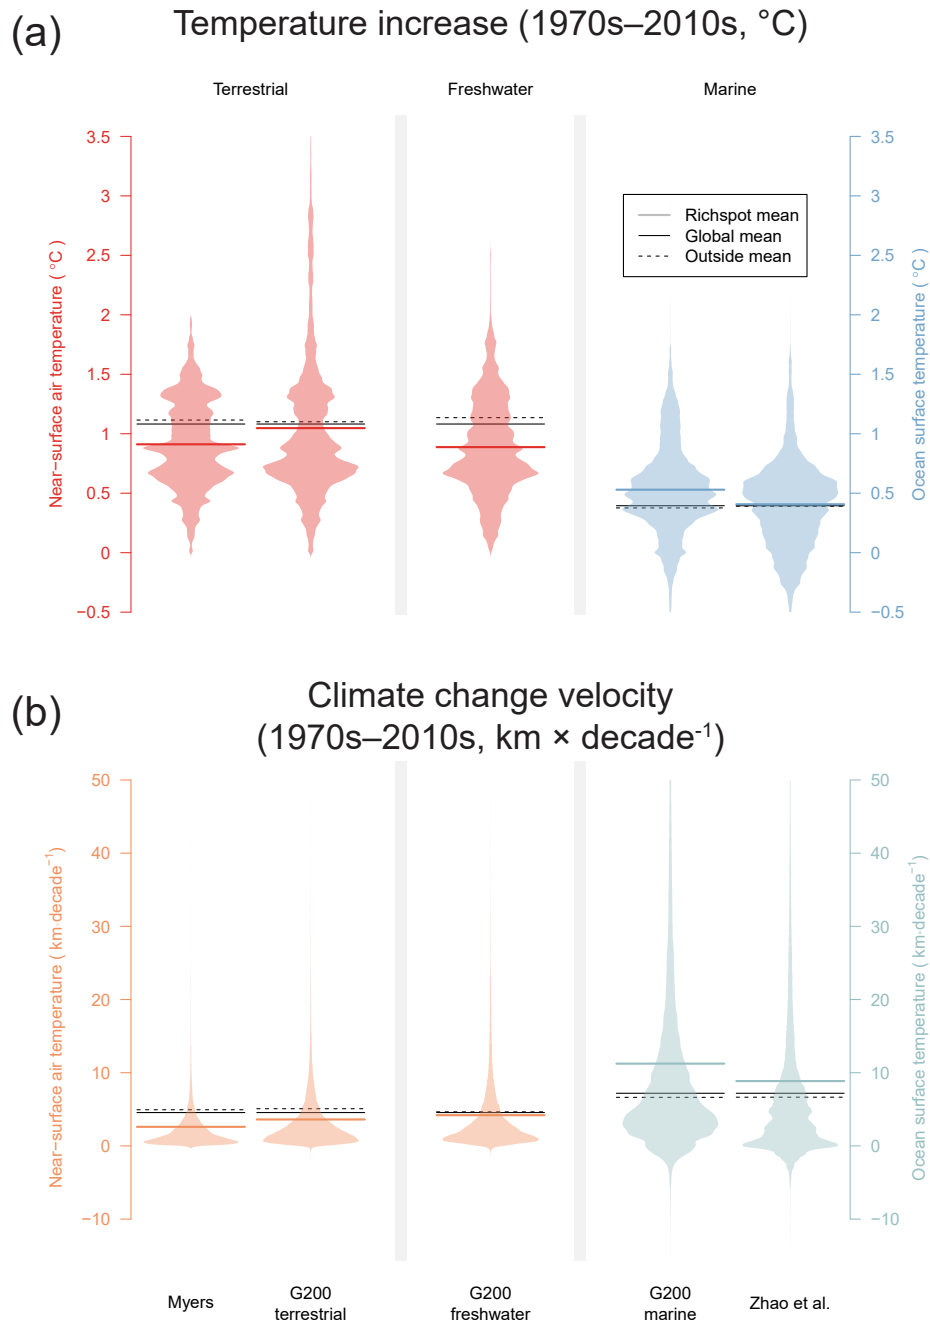 (a)
Temperature increase (1970s–2010s, °C)
Terrestrial
Freshwater
Marine
Near−surface air temperature ( °C )
3.5
3
2.5
2
1.5
1
0.5
0
−0.5
Richspot mean
Global mean
Outside mean
3.5
3
2.5
2
1.5
1
0.5
0
−0.5
Ocean surface temperature ( °C )
(b)
Climate change velocity
(1970s–2010s, km × decade⁻¹)
Near−surface air temperature ( km·decade⁻¹)
50
40
30
20
10
0
−10
50
40
30
20
10
0
−10
Ocean surface temperature ( km·decade⁻¹)
Myers
G200
terrestrial
G200
freshwater
G200
marine
Zhao et al.